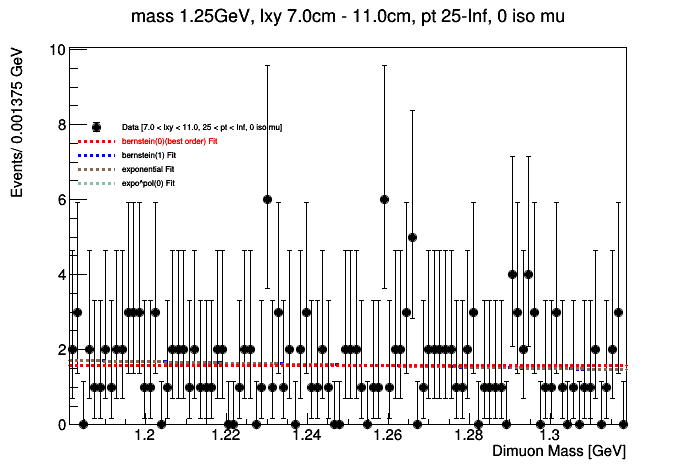 mass 1.25GeV, lxy 7.0cm - 11.0cm, pt 25-Inf, 0 iso mu
Events/ 0.001375 GeV
10
8
6
4
2
0
Data [7.0 < lxy < 11.0, 25 < pt < Inf, 0 iso mu]
bernstein(0)(best order) Fit
bernstein(1) Fit
exponential Fit
expo*pol(0) Fit
1.2 1.22 1.24 1.26 1.28 1.3
Dimuon Mass [GeV]